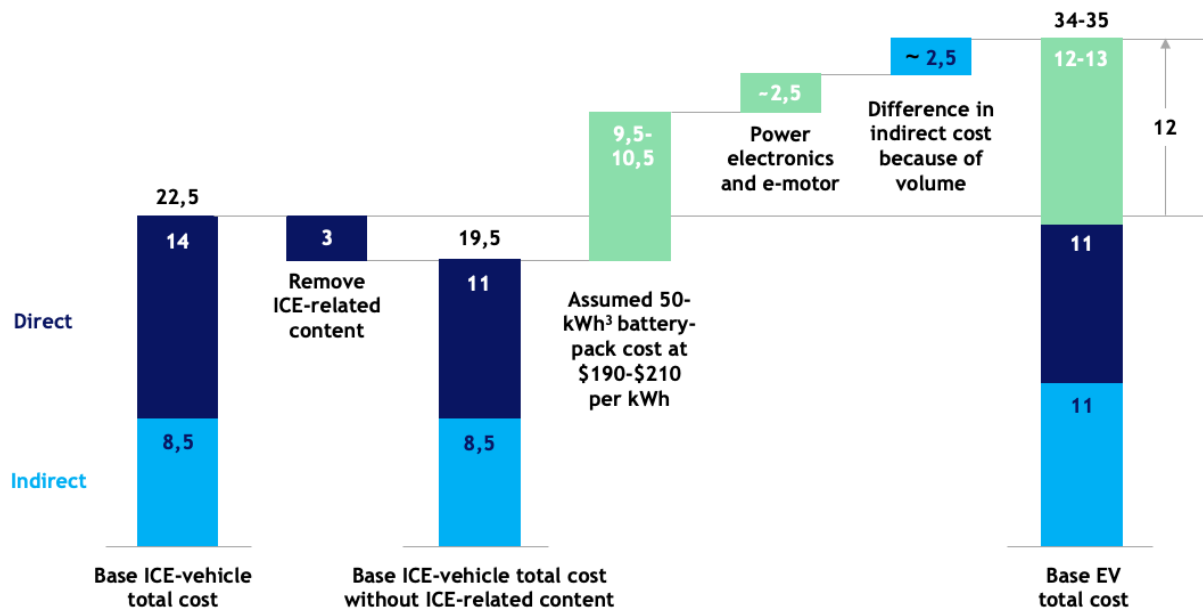 34-35
~ 2,5
12-13
~2,5
Difference in
indirect cost
because of
volume
12
9,5-
10,5
Power
electronics
and e-motor
22,5
14
3
19,5
11
11
Remove
ICE-related
content
Assumed 50-
kWh³ battery-
pack cost at
$190-$210
per kWh
Direct
8,5
8,5
11
Indirect
Base ICE-vehicle
total cost
Base ICE-vehicle total cost
without ICE-related content
Base EV
total cost